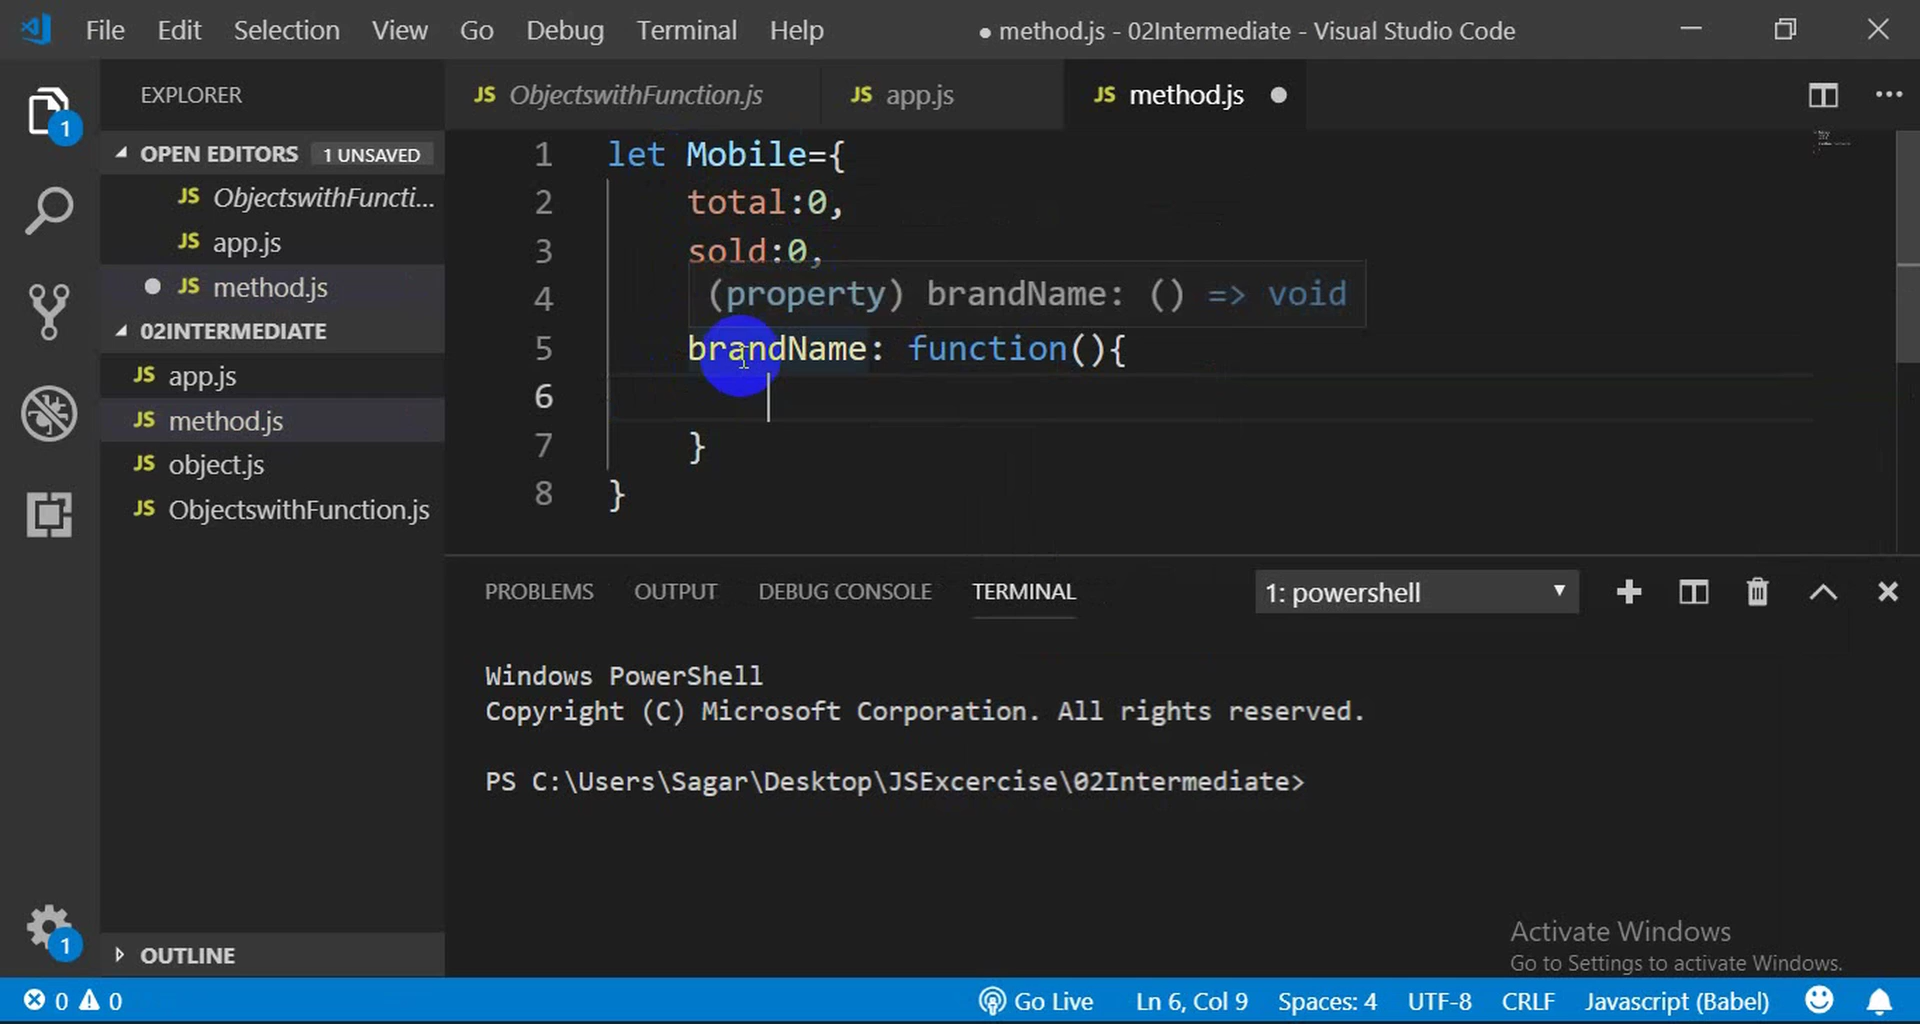 File Edit Selection View Go Debug Terminal Help ● method.js - 02Intermediate - Visual Studio Code
EXPLORER
JS ObjectswithFunction.js JS app.js JS method.js
OPEN EDITORS 1 UNSAVED
JS ObjectswithFuncti...
JS app.js
JS method.js
02INTERMEDIATE
JS app.js
JS method.js
JS object.js
JS ObjectswithFunction.js
OUTLINE
1
1
1 let Mobile={
2 total:0,
3 sold:0,
4 (property) brandName: () => void
5 brandName: function(){
6
7 }
8 }
PROBLEMS OUTPUT DEBUG CONSOLE TERMINAL 1: powershell
Windows PowerShell
Copyright (C) Microsoft Corporation. All rights reserved.
PS C:\Users\Sagar\Desktop\JSExcercise\02Intermediate>
Activate Windows
Go to Settings to activate Windows.
0 0 Go Live Ln 6, Col 9 Spaces: 4 UTF-8 CRLF Javascript (Babel)